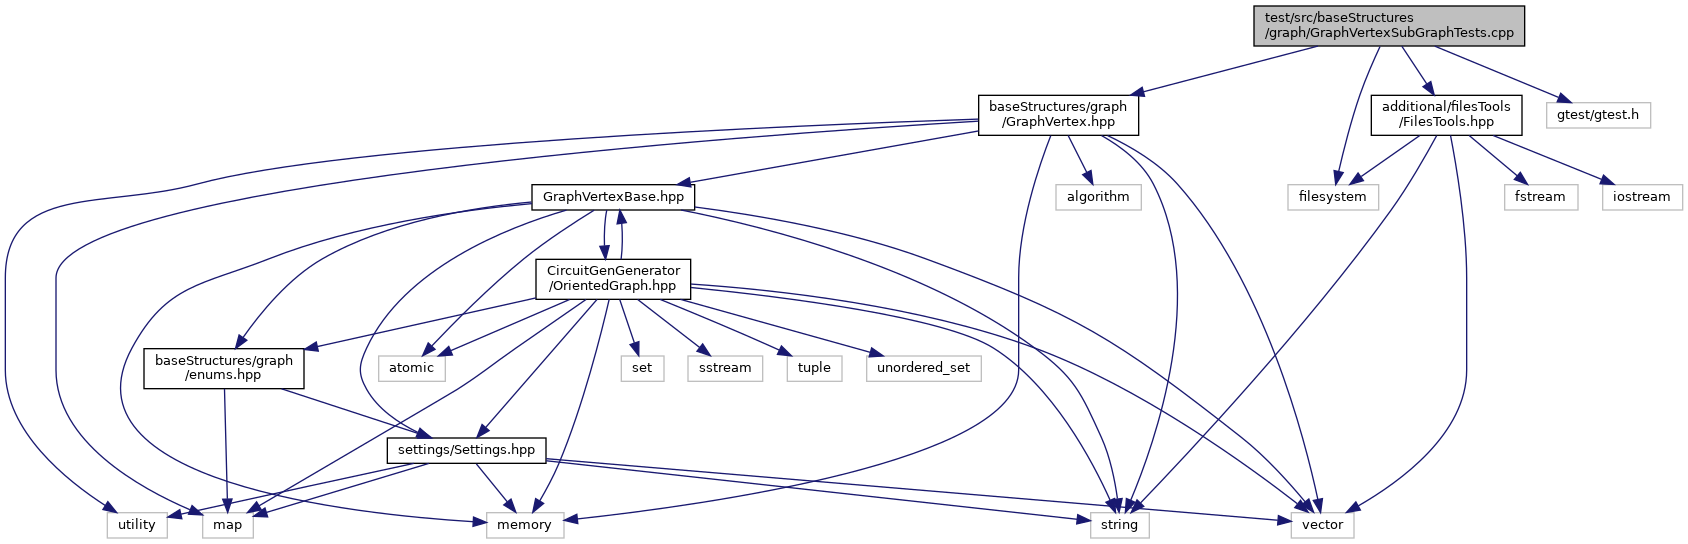 test/src/baseStructures
/graph/GraphVertexSubGraphTests.cpp
baseStructures/graph
/GraphVertex.hpp
additional/filesTools
/FilesTools.hpp
gtest/gtest.h
GraphVertexBase.hpp
algorithm
filesystem
fstream
iostream
CircuitGenGenerator
/OrientedGraph.hpp
baseStructures/graph
/enums.hpp
atomic
set
sstream
tuple
unordered_set
settings/Settings.hpp
utility
map
memory
string
vector